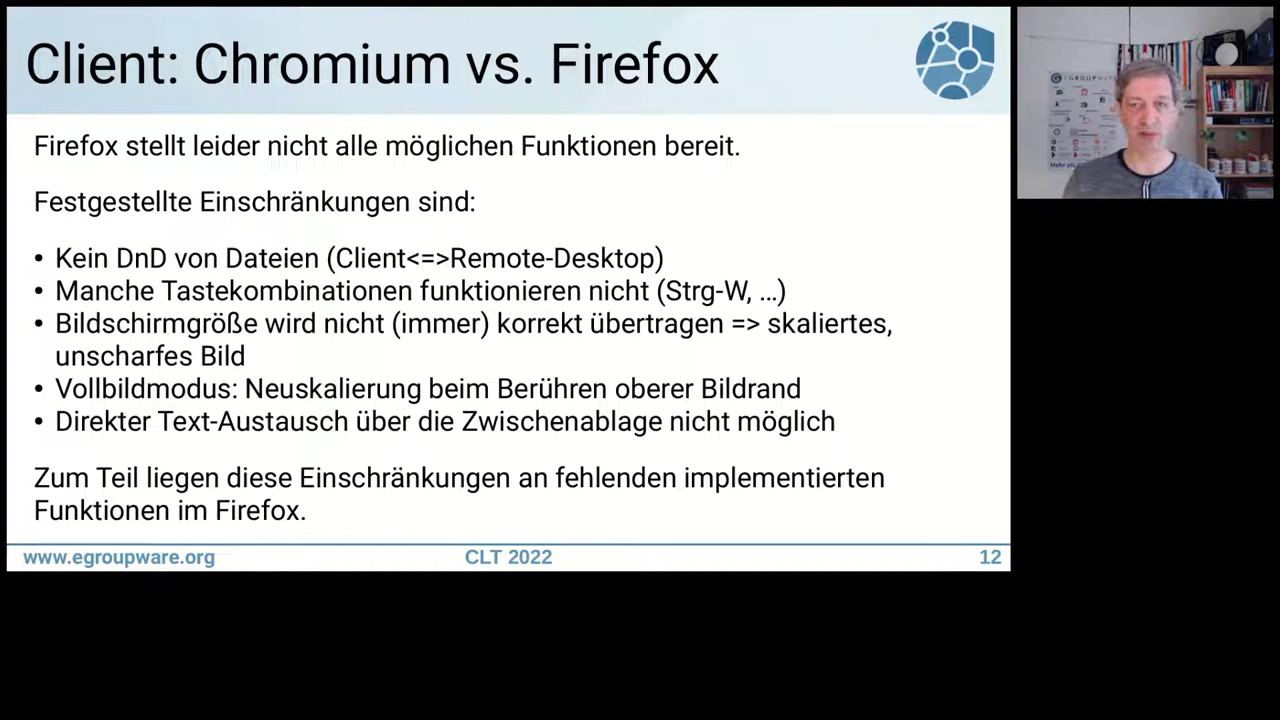 Client: Chromium vs. Firefox
Firefox stellt leider nicht alle möglichen Funktionen bereit.
Festgestellte Einschränkungen sind:
• Kein DnD von Dateien (Client<=>Remote-Desktop)
• Manche Tastekombinationen funktionieren nicht (Strg-W, ...)
• Bildschirmgröße wird nicht (immer) korrekt übertragen => skaliertes,
unscharfes Bild
• Vollbildmodus: Neuskalierung beim Berühren oberer Bildrand
• Direkter Text-Austausch über die Zwischenablage nicht möglich
Zum Teil liegen diese Einschränkungen an fehlenden implementierten
Funktionen im Firefox.
www.egroupware.org
CLT 2022
12